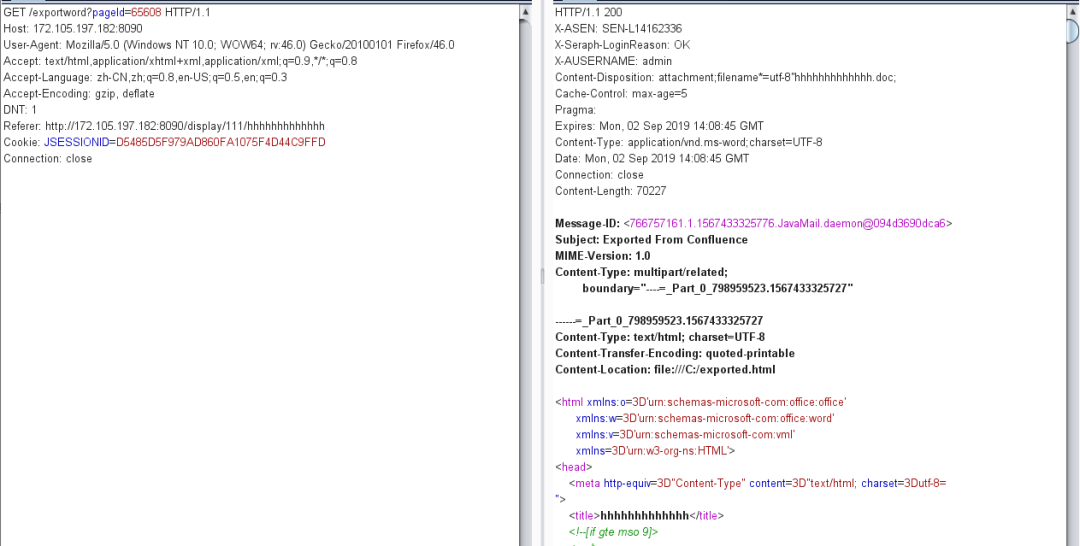 GET /exportword?pageId=65608 HTTP/1.1
Host: 172.105.197.182:8090
User-Agent: Mozilla/5.0 (Windows NT 10.0; WOW64; rv:46.0) Gecko/20100101 Firefox/46.0
Accept: text/html,application/xhtml+xml,application/xml;q=0.9,*/*;q=0.8
Accept-Language: zh-CN,zh;q=0.8,en-US;q=0.5,en;q=0.3
Accept-Encoding: gzip, deflate
DNT: 1
Referer: http://172.105.197.182:8090/display/111/hhhhhhhhhhhhh
Cookie: JSESSIONID=D5485D5F979AD860FA1075F4D44C9FFD
Connection: close
HTTP/1.1 200
X-ASEN: SEN-L14162336
X-Seraph-LoginReason: OK
X-AUSERNAME: admin
Content-Disposition: attachment;filename*=utf-8''hhhhhhhhhhhhh.doc;
Cache-Control: max-age=5
Pragma:
Expires: Mon, 02 Sep 2019 14:08:45 GMT
Content-Type: application/vnd.ms-word;charset=UTF-8
Date: Mon, 02 Sep 2019 14:08:45 GMT
Connection: close
Content-Length: 70227
Message-ID: <766757161.1.1567433325776.JavaMail.daemon@094d3690dca6>
Subject: Exported From Confluence
MIME-Version: 1.0
Content-Type: multipart/related;
boundary="----=_Part_0_798959523.1567433325727"
------=_Part_0_798959523.1567433325727
Content-Type: text/html; charset=UTF-8
Content-Transfer-Encoding: quoted-printable
Content-Location: file:///C:/exported.html
<html xmlns:o=3D'urn:schemas-microsoft-com:office:office'
xmlns:w=3D'urn:schemas-microsoft-com:office:word'
xmlns:v=3D'urn:schemas-microsoft-com:vml'
xmlns=3D'urn:w3-org-ns:HTML'>
<head>
<meta http-equiv=3D"Content-Type" content=3D"text/html; charset=3Dutf-8=
">
<title>hhhhhhhhhhhhh</title>
<!--[if gte mso 9]>